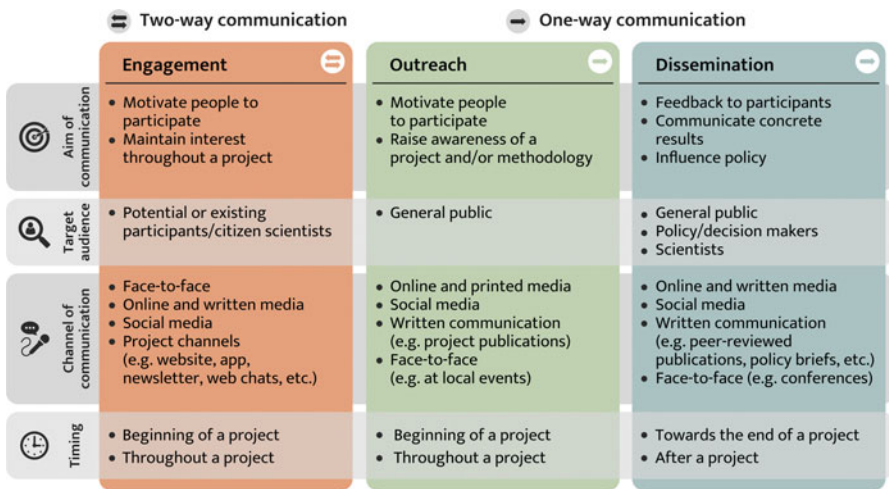 Two-way communication
One-way communication
Engagement
Outreach
Dissemination
Aim of
communication
• Motivate people to
participate
• Maintain interest
throughout a project
• Motivate people
to participate
• Raise awareness of a
project and/or methodology
• Feedback to participants
• Communicate concrete
results
• Influence policy
Target
audience
• Potential or existing
participants/citizen scientists
• General public
• General public
• Policy/decision makers
• Scientists
Channel of
communication
• Face-to-face
• Online and written media
• Social media
• Project channels
(e.g. website, app,
newsletter, web chats, etc.)
• Online and printed media
• Social media
• Written communication
(e.g. project publications)
• Face-to-face
(e.g. at local events)
• Online and written media
• Social media
• Written communication
(e.g. peer-reviewed
publications, policy briefs, etc.)
• Face-to-face (e.g. conferences)
Timing
• Beginning of a project
• Throughout a project
• Beginning of a project
• Throughout a project
• Towards the end of a project
• After a project